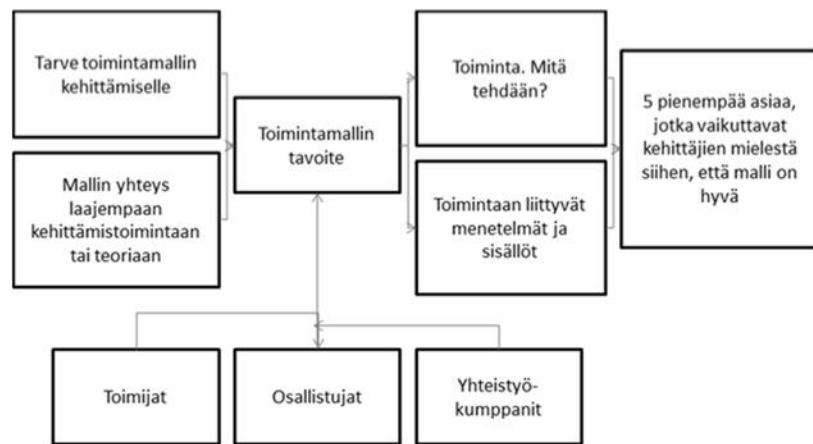 Tarve toimintamallin
kehittämiselle
Mallin yhteys
laajempaan
kehittämistoimintaan
tai teoriaan
Toimintamallin
tavoite
Toiminta. Mitä
tehdään?
Toimintaan liittyvät
menetelmät ja
sisällöt
5 pienempää asiaa,
jotka vaikuttavat
kehittäjien mielestä
siihen, että malli on
hyvä
Toimijat
Osallistujat
Yhteistyö-
kumppanit